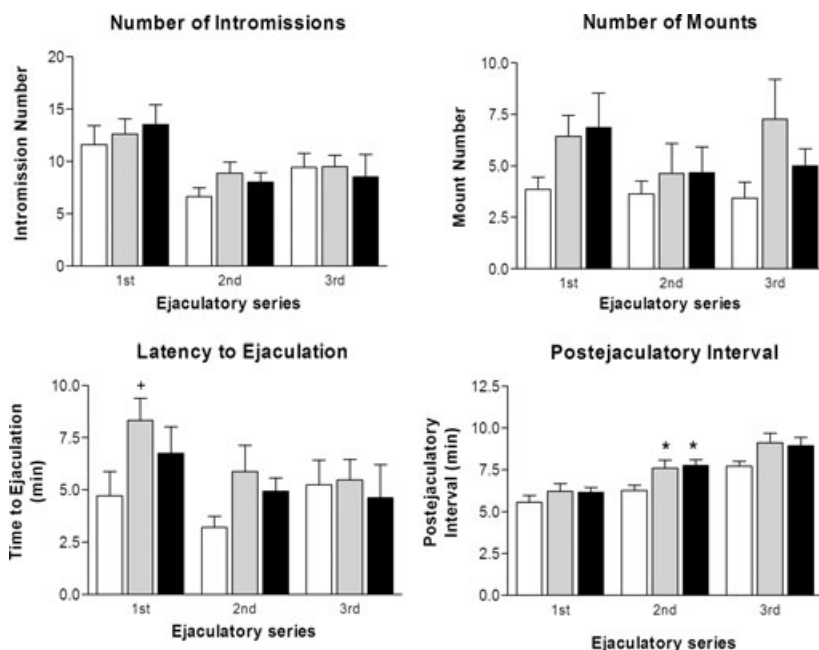 Number of Intromissions
Intromission Number
20
15
10
5
0
1st 2nd 3rd
Ejaculatory series
Number of Mounts
Mount Number
10.0
7.5
5.0
2.5
0.0
1st 2nd 3rd
Ejaculatory series
Latency to Ejaculation
Time to Ejaculation
(min)
10.0
7.5
5.0
2.5
0.0
+
1st 2nd 3rd
Ejaculatory series
Postejaculatory Interval
Postejaculatory
Interval (min)
12.5
10.0
7.5
5.0
2.5
0.0
* *
1st 2nd 3rd
Ejaculatory series